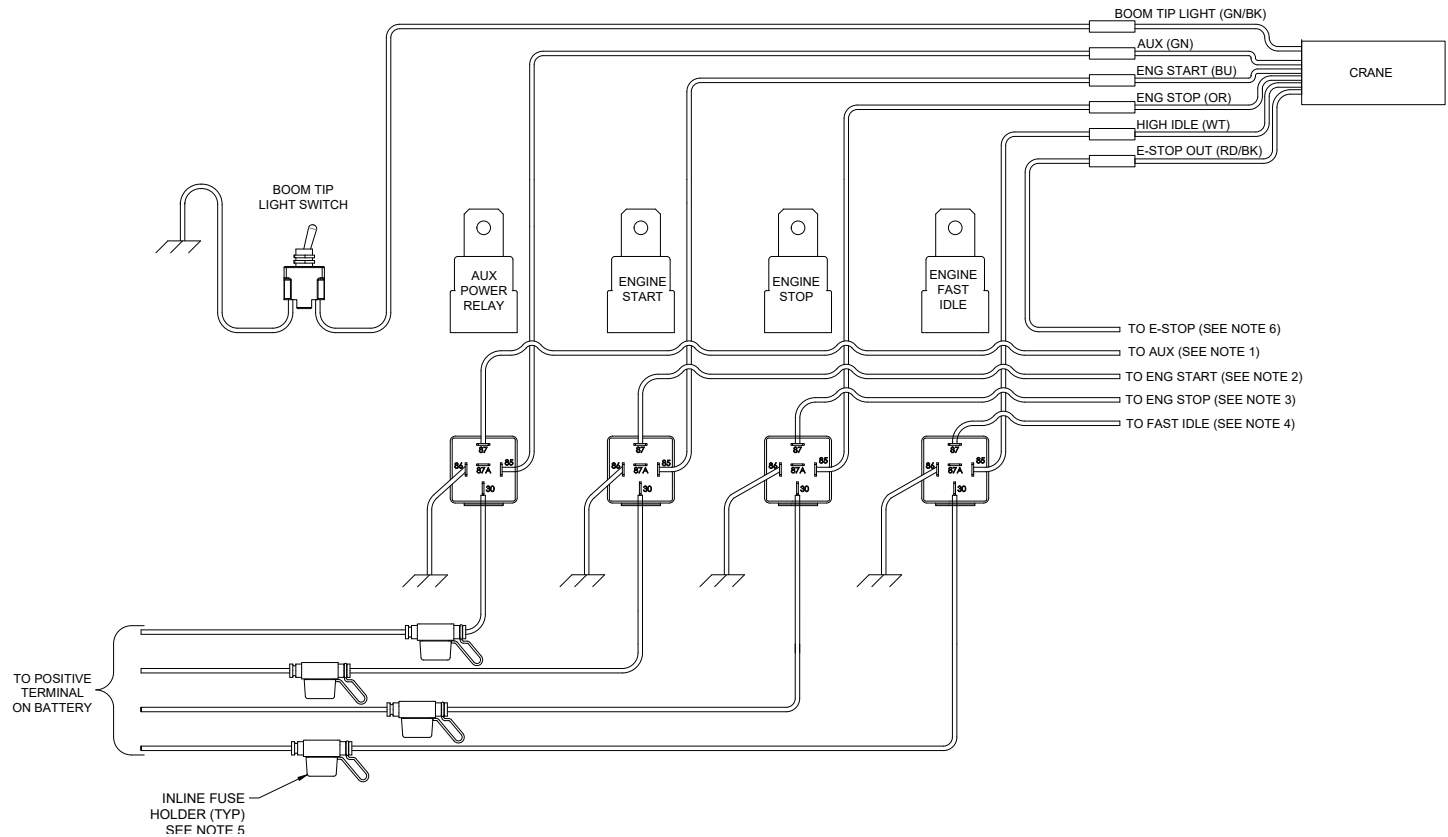 BOOM TIP LIGHT (GN/BK)
AUX (GN)
ENG START (BU)
ENG STOP (OR)
HIGH IDLE (WT)
E-STOP OUT (RD/BK)
CRANE
BOOM TIP
LIGHT SWITCH
AUX
POWER
RELAY
ENGINE
START
ENGINE
STOP
ENGINE
FAST
IDLE
TO E-STOP (SEE NOTE 6)
TO AUX (SEE NOTE 1)
TO ENG START (SEE NOTE 2)
TO ENG STOP (SEE NOTE 3)
TO FAST IDLE (SEE NOTE 4)
87
86
87A
85
30
87
86
87A
85
30
87
86
87A
85
30
87
86
87A
85
30
TO POSITIVE
TERMINAL
ON BATTERY
INLINE FUSE
HOLDER (TYP)
SEE NOTE 5